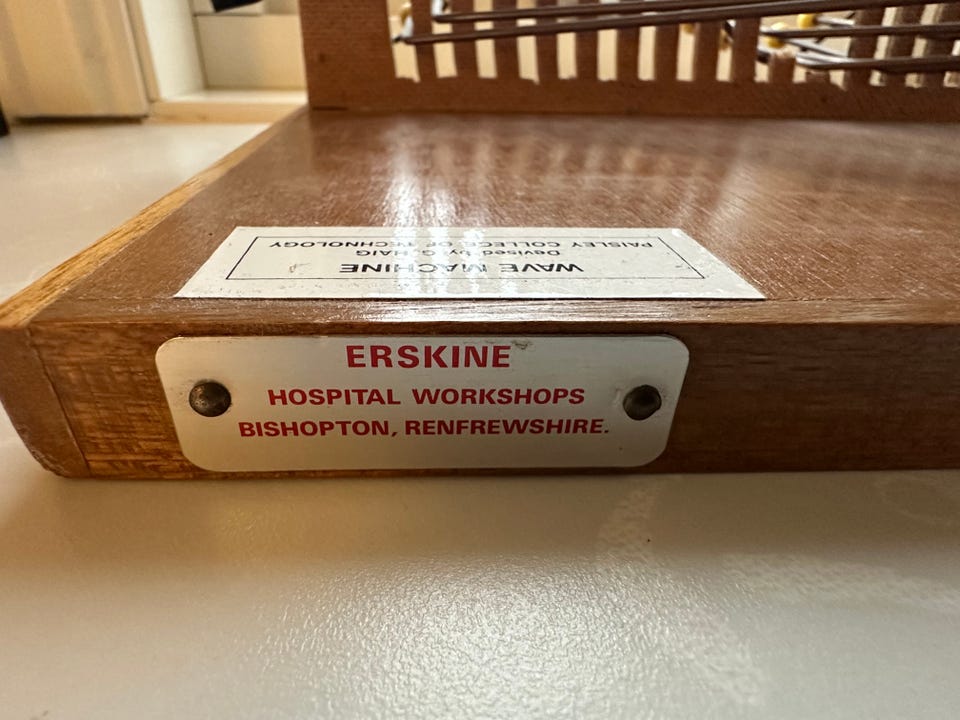 WAVE MACHINE
Devised by G. HAIG
PAISLEY COLLEGE OF TECHNOLOGY
ERSKINE
HOSPITAL WORKSHOPS
BISHOPTON, RENFREWSHIRE.